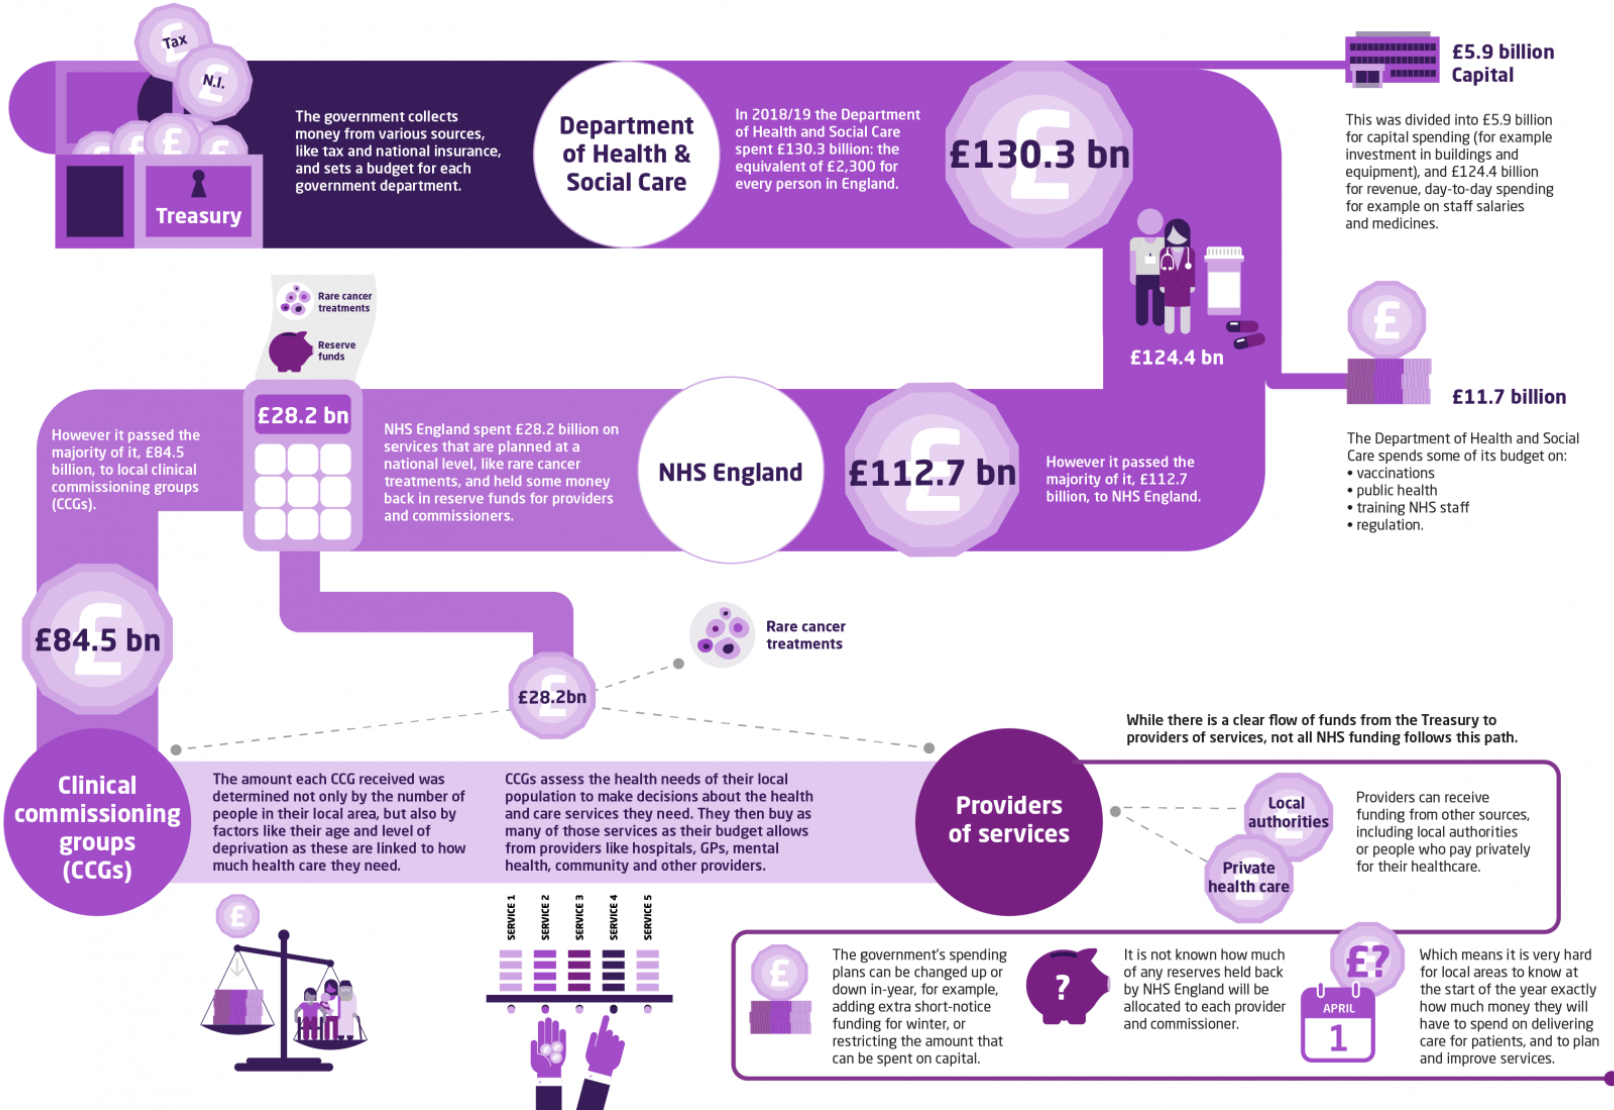 Tax
N.I.
Treasury
The government collects
money from various sources,
like tax and national insurance,
and sets a budget for each
government department.
Department
of Health &
Social Care
In 2018/19 the Department
of Health and Social Care
spent £130.3 billion: the
equivalent of £2,300 for
every person in England.
£130.3 bn
£5.9 billion
Capital
This was divided into £5.9 billion
for capital spending (for example
investment in buildings and
equipment), and £124.4 billion
for revenue, day-to-day spending
for example on staff salaries
and medicines.
£124.4 bn
£
£11.7 billion
The Department of Health and Social
Care spends some of its budget on:
• vaccinations
• public health
• training NHS staff
• regulation.
However it passed the
majority of it, £112.7
billion, to NHS England.
£112.7 bn
NHS England
NHS England spent £28.2 billion on
services that are planned at a
national level, like rare cancer
treatments, and held some money
back in reserve funds for providers
and commissioners.
Rare cancer
treatments
Reserve
funds
£28.2 bn
However it passed the
majority of it, £84.5
billion, to local clinical
commissioning groups
(CCGs).
£84.5 bn
£28.2bn
Rare cancer
treatments
Clinical
commissioning
groups
(CCGs)
The amount each CCG received was
determined not only by the number of
people in their local area, but also by
factors like their age and level of
deprivation as these are linked to how
much health care they need.
CCGs assess the health needs of their local
population to make decisions about the health
and care services they need. They then buy as
many of those services as their budget allows
from providers like hospitals, GPs, mental
health, community and other providers.
£
SERVICE 1
SERVICE 2
SERVICE 3
SERVICE 4
SERVICE 5
Providers
of services
While there is a clear flow of funds from the Treasury to
providers of services, not all NHS funding follows this path.
Local
authorities
Private
health care
Providers can receive
funding from other sources,
including local authorities
or people who pay privately
for their healthcare.
£
The government's spending
plans can be changed up or
down in-year, for example,
adding extra short-notice
funding for winter, or
restricting the amount that
can be spent on capital.
?
It is not known how much
of any reserves held back
by NHS England will be
allocated to each provider
and commissioner.
£?
APRIL
1
Which means it is very hard
for local areas to know at
the start of the year exactly
how much money they will
have to spend on delivering
care for patients, and to plan
and improve services.